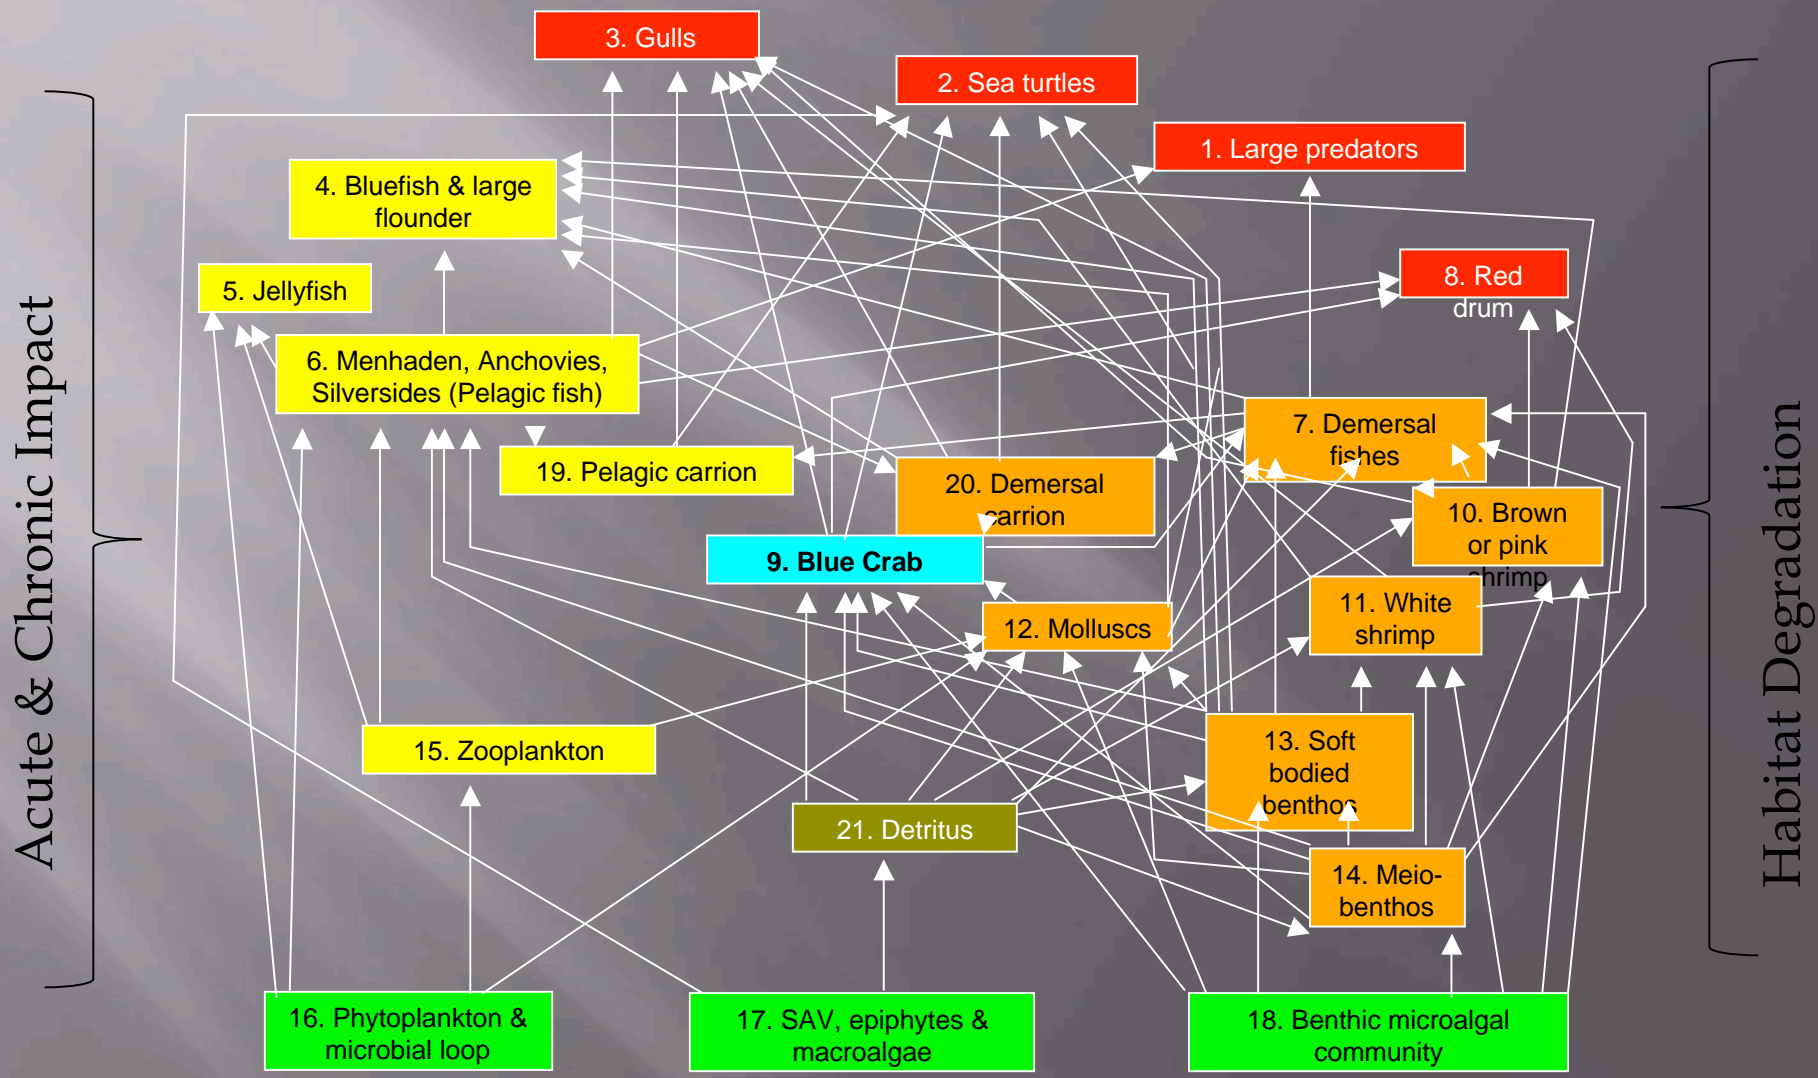 3. Gulls
2. Sea turtles
1. Large predators
4. Bluefish & large
flounder
5. Jellyfish
8. Red
drum
6. Menhaden, Anchovies,
Silversides (Pelagic fish)
7. Demersal
fishes
19. Pelagic carrion
20. Demersal
carrion
10. Brown
or pink
shrimp
9. Blue Crab
11. White
shrimp
12. Molluscs
15. Zooplankton
13. Soft
bodied
benthos
21. Detritus
14. Meio-
benthos
16. Phytoplankton &
microbial loop
17. SAV, epiphytes &
macroalgae
18. Benthic microalgal
community
Acute & Chronic Impact
Habitat Degradation